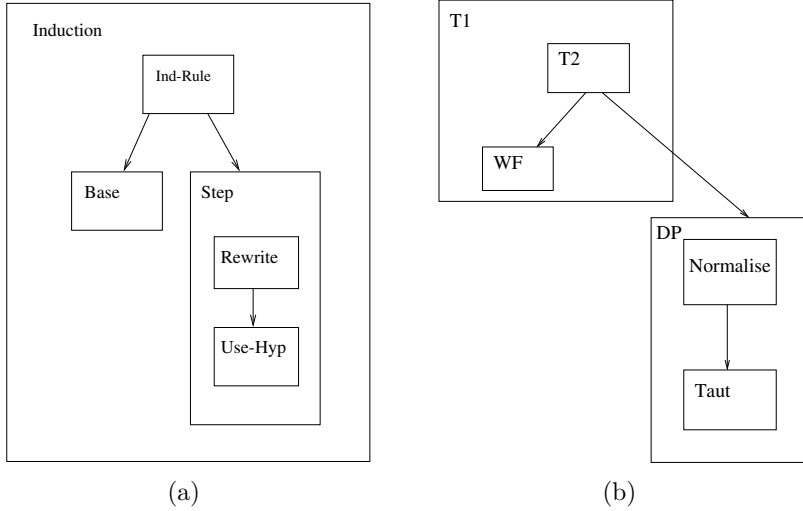 Induction
Ind-Rule
Base
Step
Rewrite
Use-Hyp
(a)
T1
T2
WF
DP
Normalise
Taut
(b)